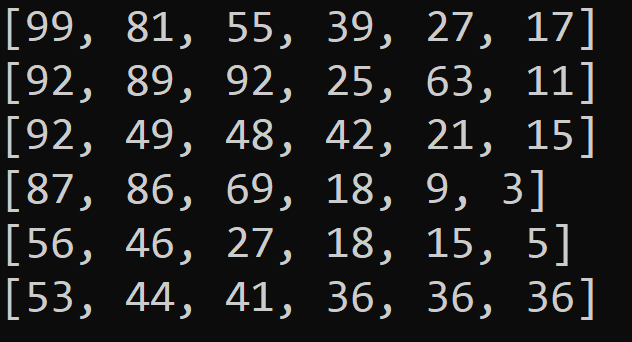 [99, 81, 55, 39, 27, 17]
[92, 89, 92, 25, 63, 11]
[92, 49, 48, 42, 21, 15]
[87, 86, 69, 18, 9, 3]
[56, 46, 27, 18, 15, 5]
[53, 44, 41, 36, 36, 36]